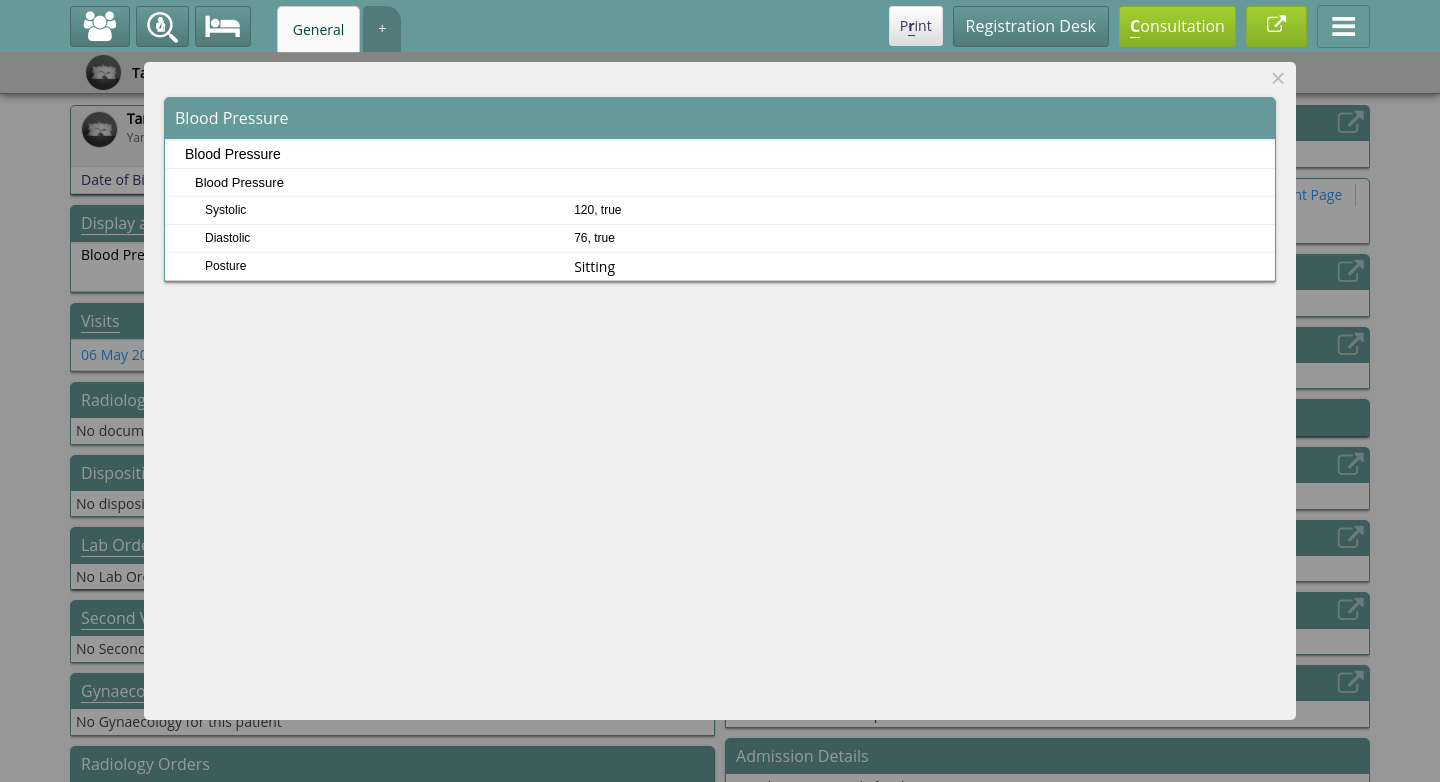 General
+
Print
Registration Desk
Consultation
Ta
×
Blood Pressure
Blood Pressure
Blood Pressure
Systolic 120, true
Diastolic 76, true
Posture Sitting
Ta
Yar
Date of Bi
Display a
Blood Pre
Visits
06 May 20
Radiolog
No docum
Dispositi
No disposi
Lab Orde
No Lab Or
Second V
No Second
Gynaeco
No Gynaecology for this patient
Radiology Orders
nt Page
Admission Details